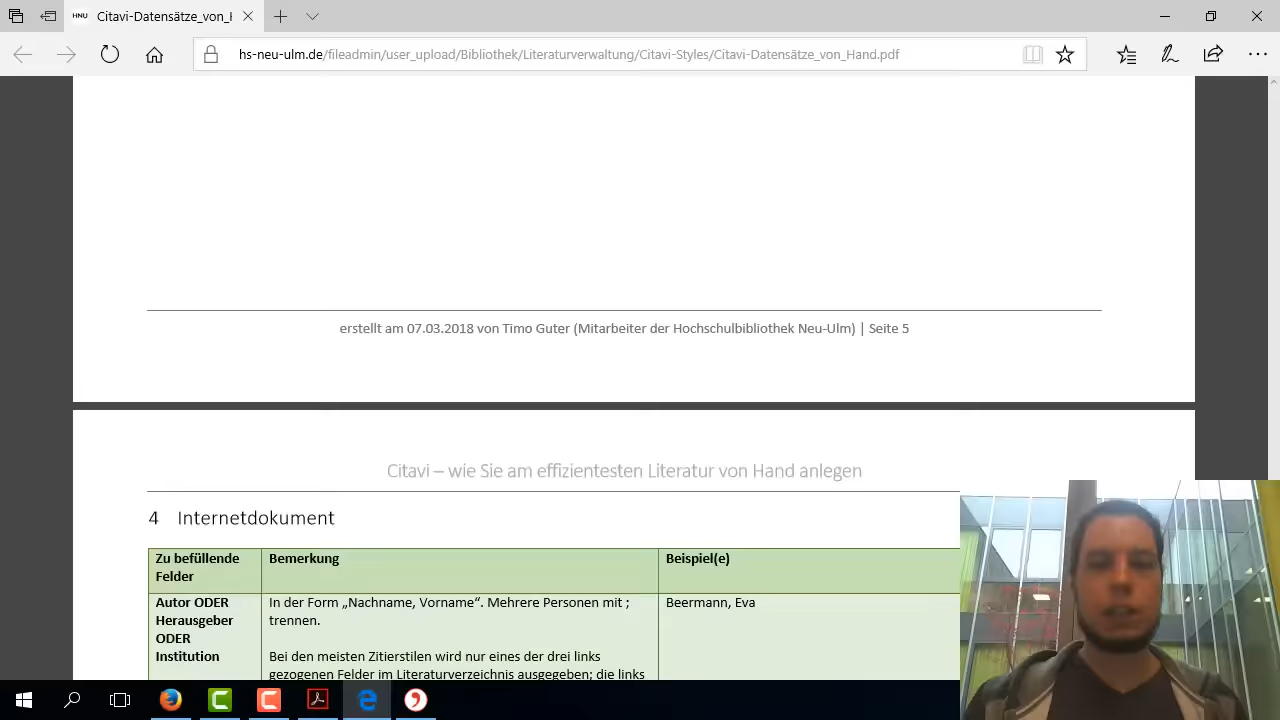 HNU Citavi-Datensätze_von_H
hs-neu-ulm.de/fileadmin/user_upload/Bibliothek/Literaturverwaltung/Citavi-Styles/Citavi-Datensätze_von_Hand.pdf
erstellt am 07.03.2018 von Timo Guter (Mitarbeiter der Hochschulbibliothek Neu-Ulm) | Seite 5
Citavi – wie Sie am effizientesten Literatur von Hand anlegen
4 Internetdokument
Zu befüllende
Felder
Bemerkung
Beispiel(e)
Autor ODER
Herausgeber
ODER
Institution
In der Form „Nachname, Vorname“. Mehrere Personen mit ;
trennen.
Bei den meisten Zitierstilen wird nur eines der drei links
gezogenen Felder im Literaturverzeichnis ausgegeben; die links
Beermann, Eva